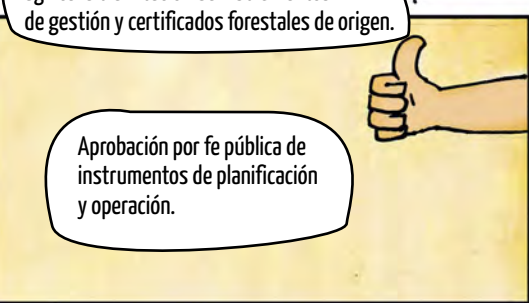 de gestión y certificados forestales de origen.
Aprobación por fe pública de
instrumentos de planificación
y operación.